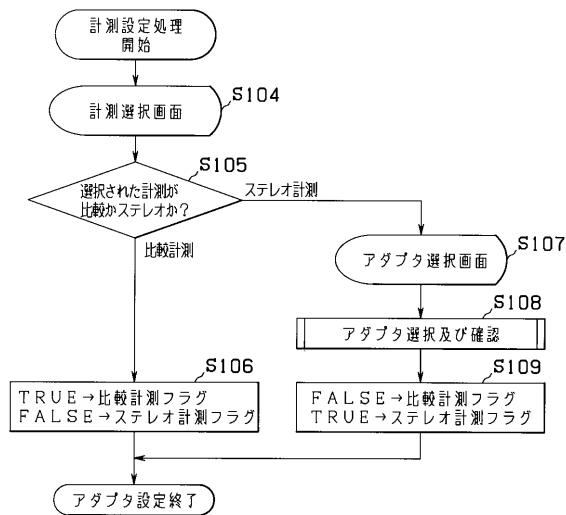 計測設定処理
開始
S104
計測選択画面
S105
選択された計測が
比較かステレオか?
ステレオ計測
比較計測
S107
アダプタ選択画面
S108
アダプタ選択及び確認
S106
TRUE→比較計測フラグ
FALSE→ステレオ計測フラグ
S109
FALSE→比較計測フラグ
TRUE→ステレオ計測フラグ
アダプタ設定終了